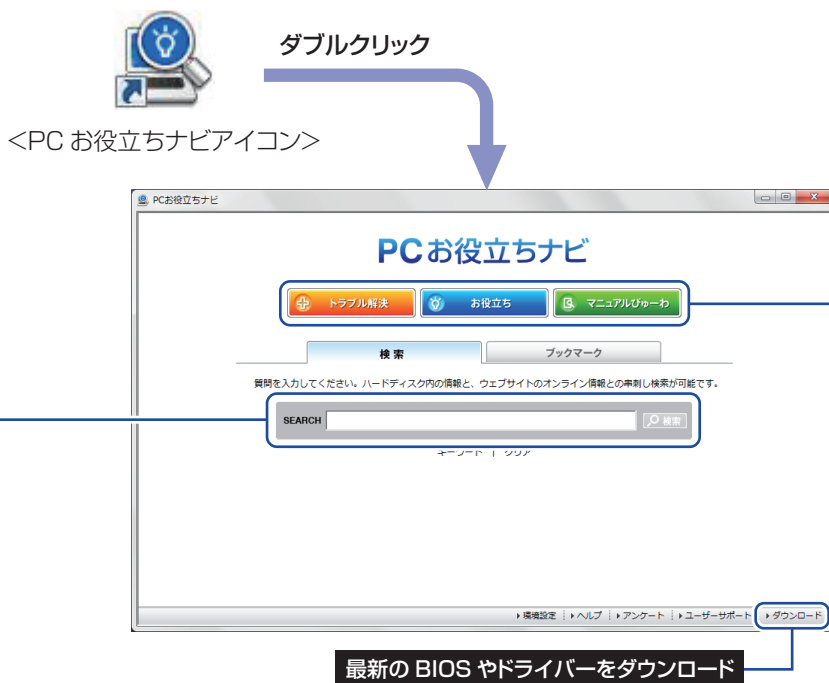 ダブルクリック
＜PC お役立ちナビアイコン＞
PCお役立ちナビ
PCお役立ちナビ
トラブル解決
お役立ち
マニュアルびゅーわ
検 索
ブックマーク
質問を入力してください。ハードディスク内の情報と、ウェブサイトのオンライン情報との串刺し検索が可能です。
SEARCH
検索
キーワード | クリア
環境設定 | ヘルプ | アンケート | ユーザーサポート | ダウンロード
最新の BIOS やドライバーをダウンロード